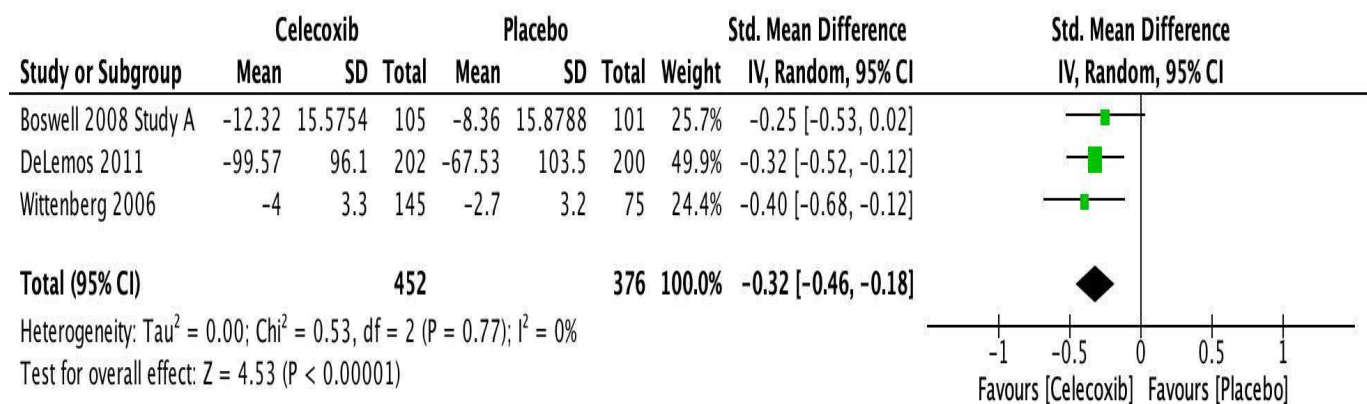 Celecoxib Placebo Std. Mean Difference Std. Mean Difference
Study or Subgroup Mean SD Total Mean SD Total Weight IV, Random, 95% CI IV, Random, 95% CI
Boswell 2008 Study A −12.32 15.5754 105 −8.36 15.8788 101 25.7% −0.25 [−0.53, 0.02]
DeLemos 2011 −99.57 96.1 202 −67.53 103.5 200 49.9% −0.32 [−0.52, −0.12]
Wittenberg 2006 −4 3.3 145 −2.7 3.2 75 24.4% −0.40 [−0.68, −0.12]
Total (95% CI) 452 376 100.0% −0.32 [−0.46, −0.18]
Heterogeneity: Tau² = 0.00; Chi² = 0.53, df = 2 (P = 0.77); I² = 0%
Test for overall effect: Z = 4.53 (P < 0.00001)
−1 −0.5 0 0.5 1
Favours [Celecoxib] Favours [Placebo]